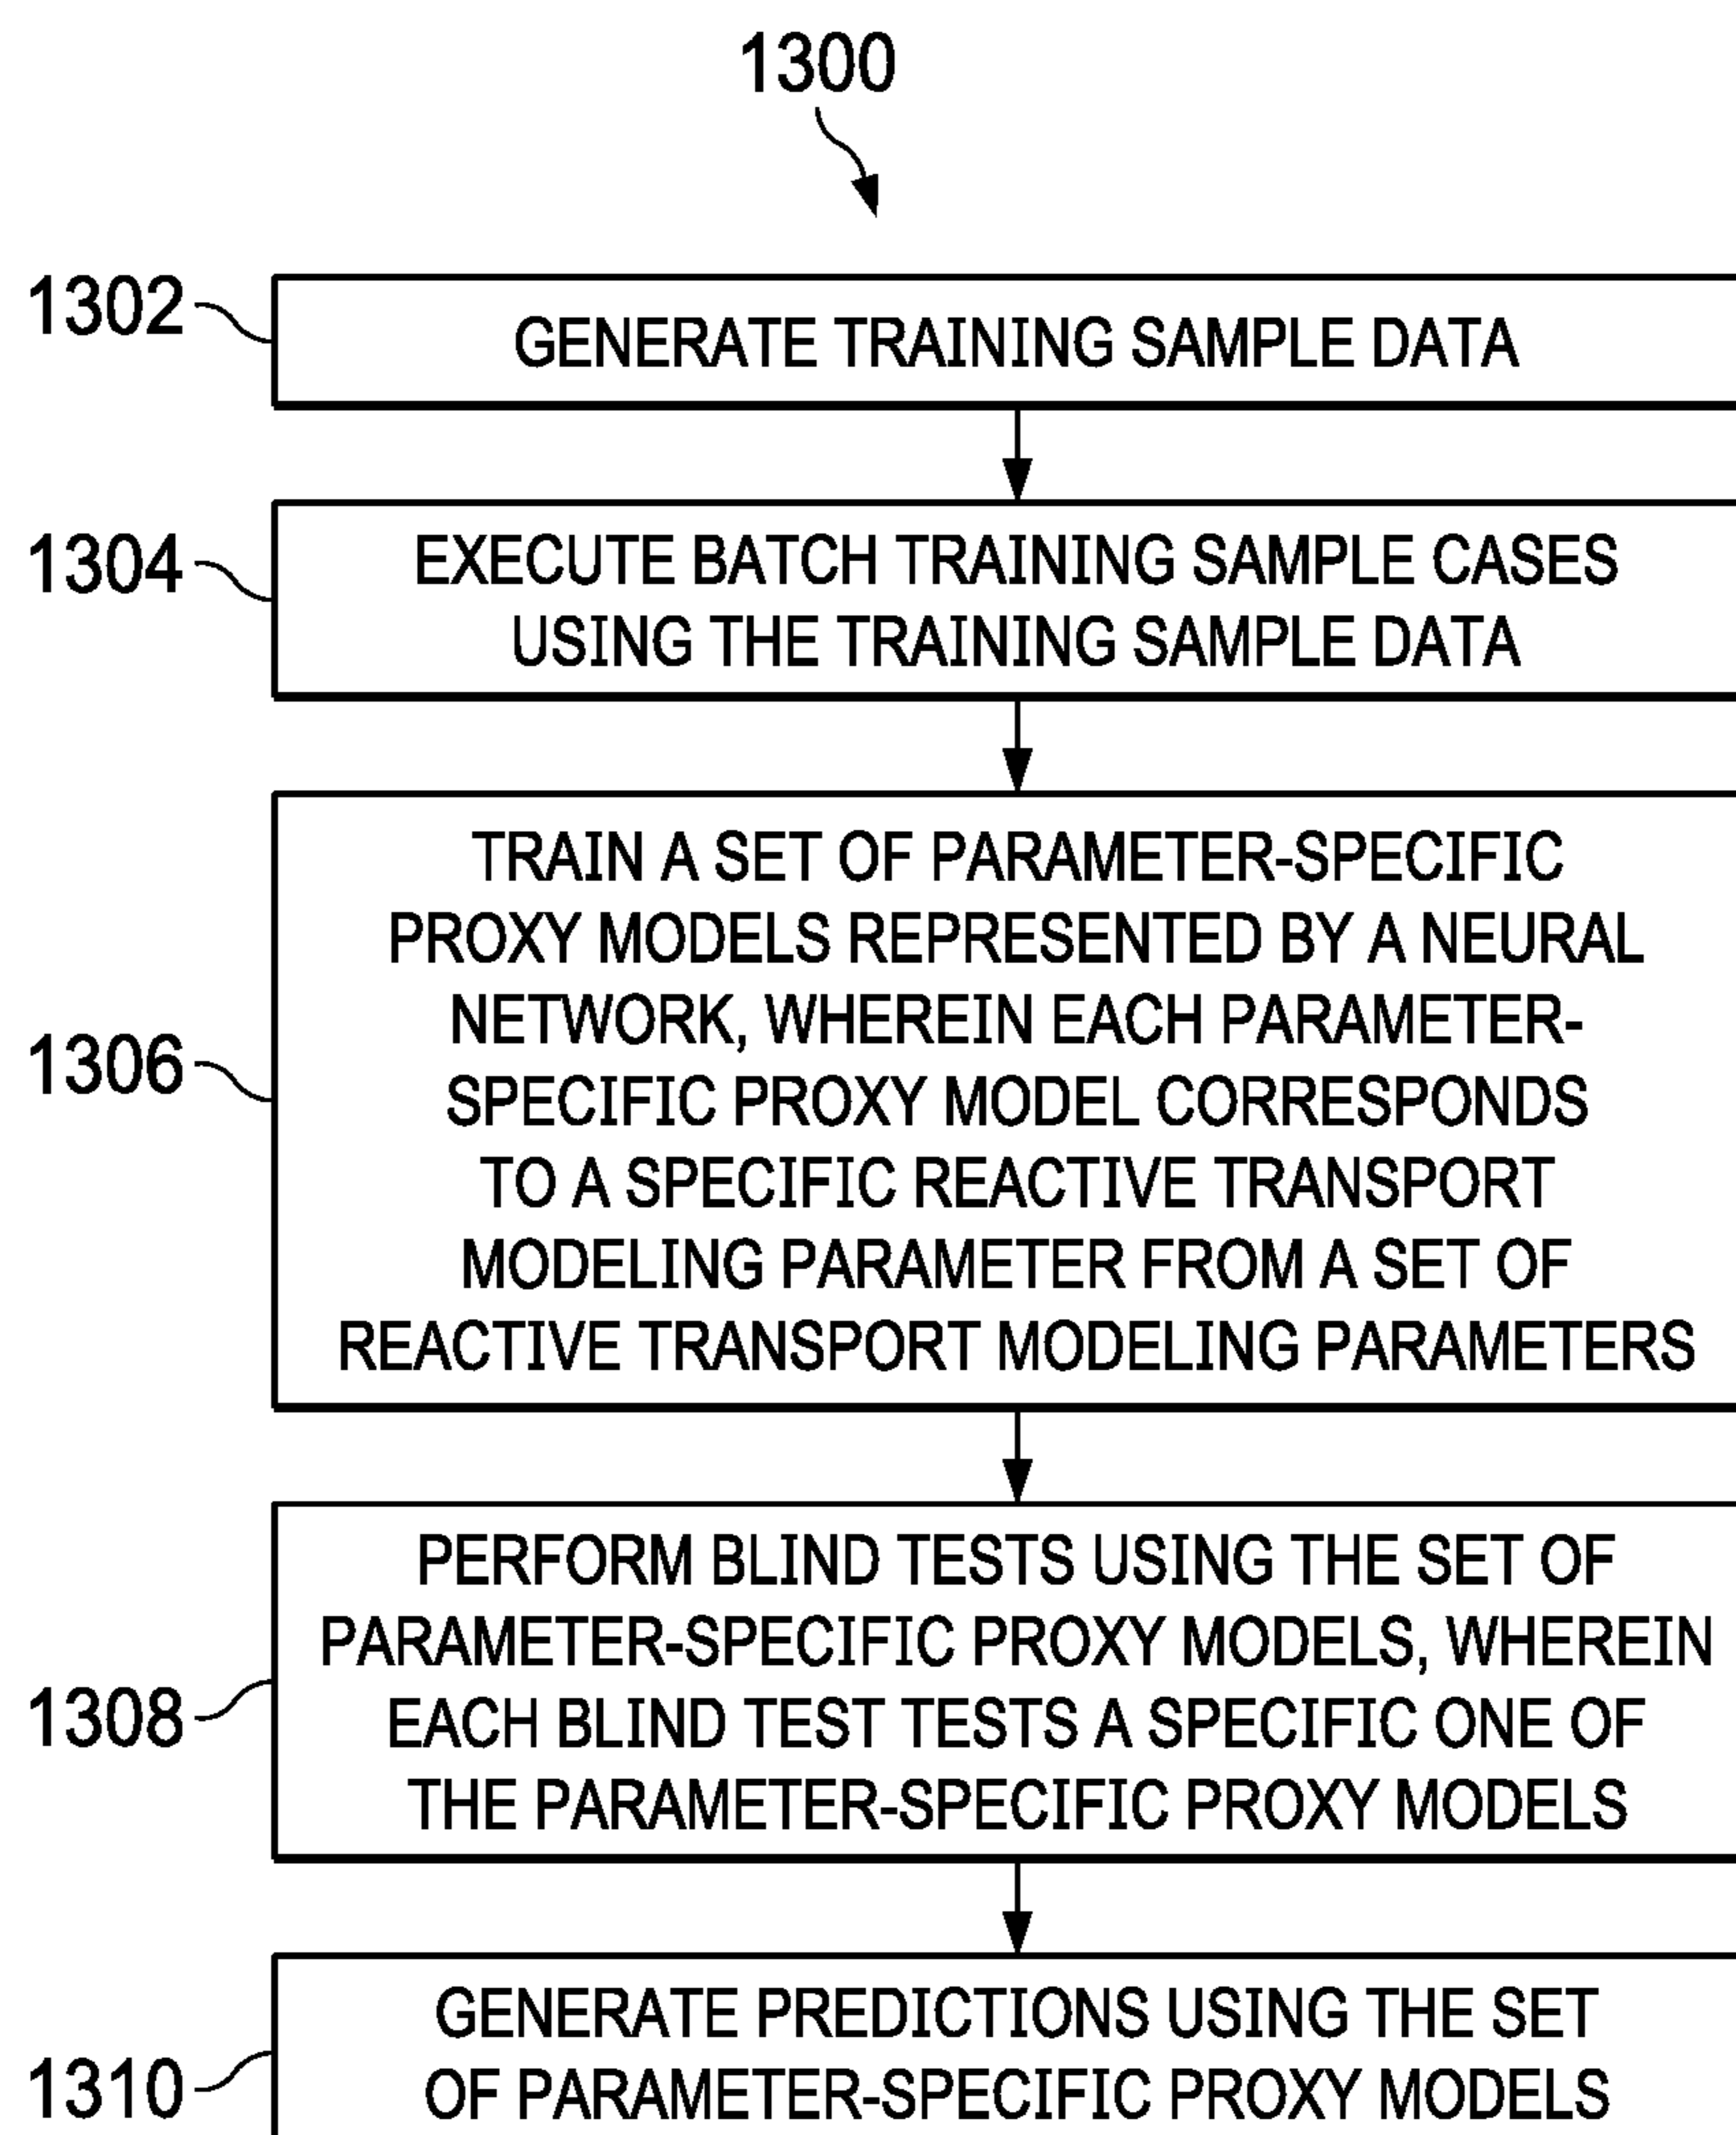 1300
1302
GENERATE TRAINING SAMPLE DATA
1304
EXECUTE BATCH TRAINING SAMPLE CASES
USING THE TRAINING SAMPLE DATA
1306
TRAIN A SET OF PARAMETER-SPECIFIC
PROXY MODELS REPRESENTED BY A NEURAL
NETWORK, WHEREIN EACH PARAMETER-
SPECIFIC PROXY MODEL CORRESPONDS
TO A SPECIFIC REACTIVE TRANSPORT
MODELING PARAMETER FROM A SET OF
REACTIVE TRANSPORT MODELING PARAMETERS
1308
PERFORM BLIND TESTS USING THE SET OF
PARAMETER-SPECIFIC PROXY MODELS, WHEREIN
EACH BLIND TEST TESTS A SPECIFIC ONE OF
THE PARAMETER-SPECIFIC PROXY MODELS
1310
GENERATE PREDICTIONS USING THE SET
OF PARAMETER-SPECIFIC PROXY MODELS